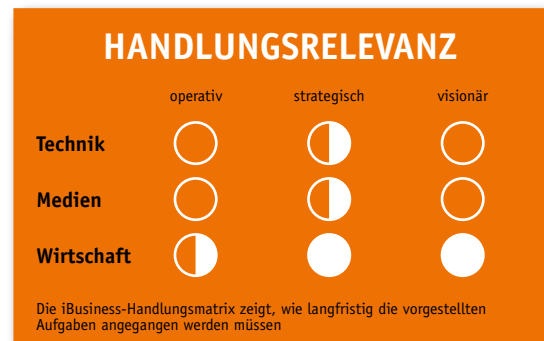 HANDLUNGSRELEVANZ
operativ strategisch visionär
Technik
Medien
Wirtschaft
Die iBusiness-Handlungsmatrix zeigt, wie langfristig die vorgestellten
Aufgaben angegangen werden müssen